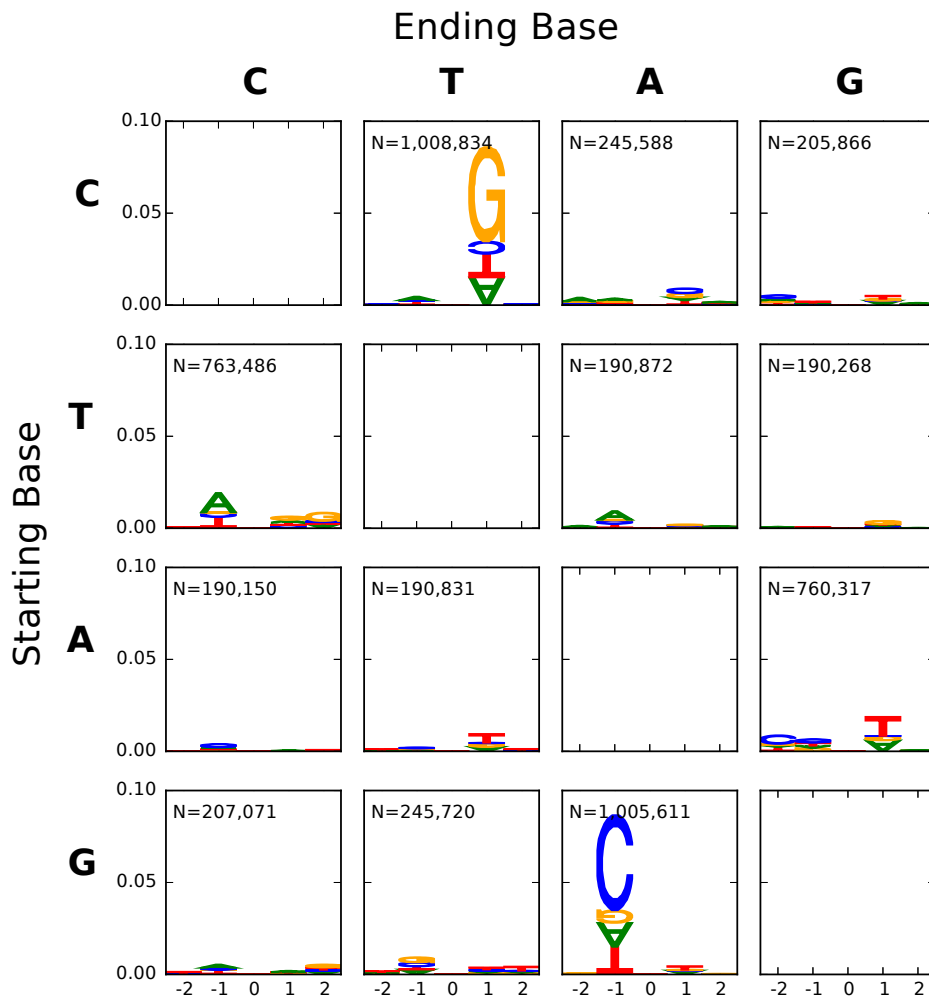 Ending Base
C T A G
0.10
N=1,008,834 N=245,588 N=205,866
C
0.05
G C T A
0.00
0.10
N=763,486 N=190,872 N=190,268
T
0.05
A
0.00
Starting Base
0.10
N=190,150 N=190,831 N=760,317
A
0.05
T
0.00
0.10
N=207,071 N=245,720 N=1,005,611
G
0.05
C G A T
0.00
-2 -1 0 1 2 -2 -1 0 1 2 -2 -1 0 1 2 -2 -1 0 1 2